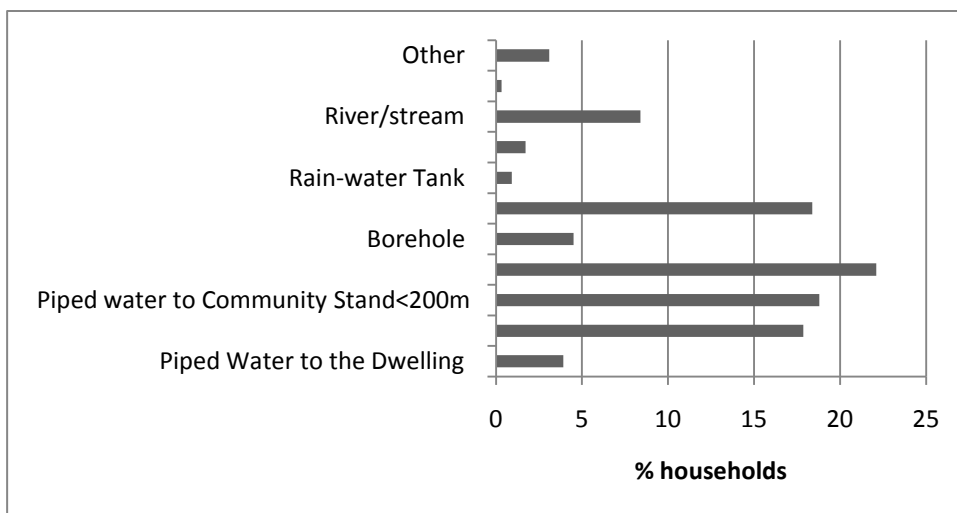 Other
River/stream
Rain-water Tank
Borehole
Piped water to Community Stand<200m
Piped Water to the Dwelling
0 5 10 15 20 25
% households